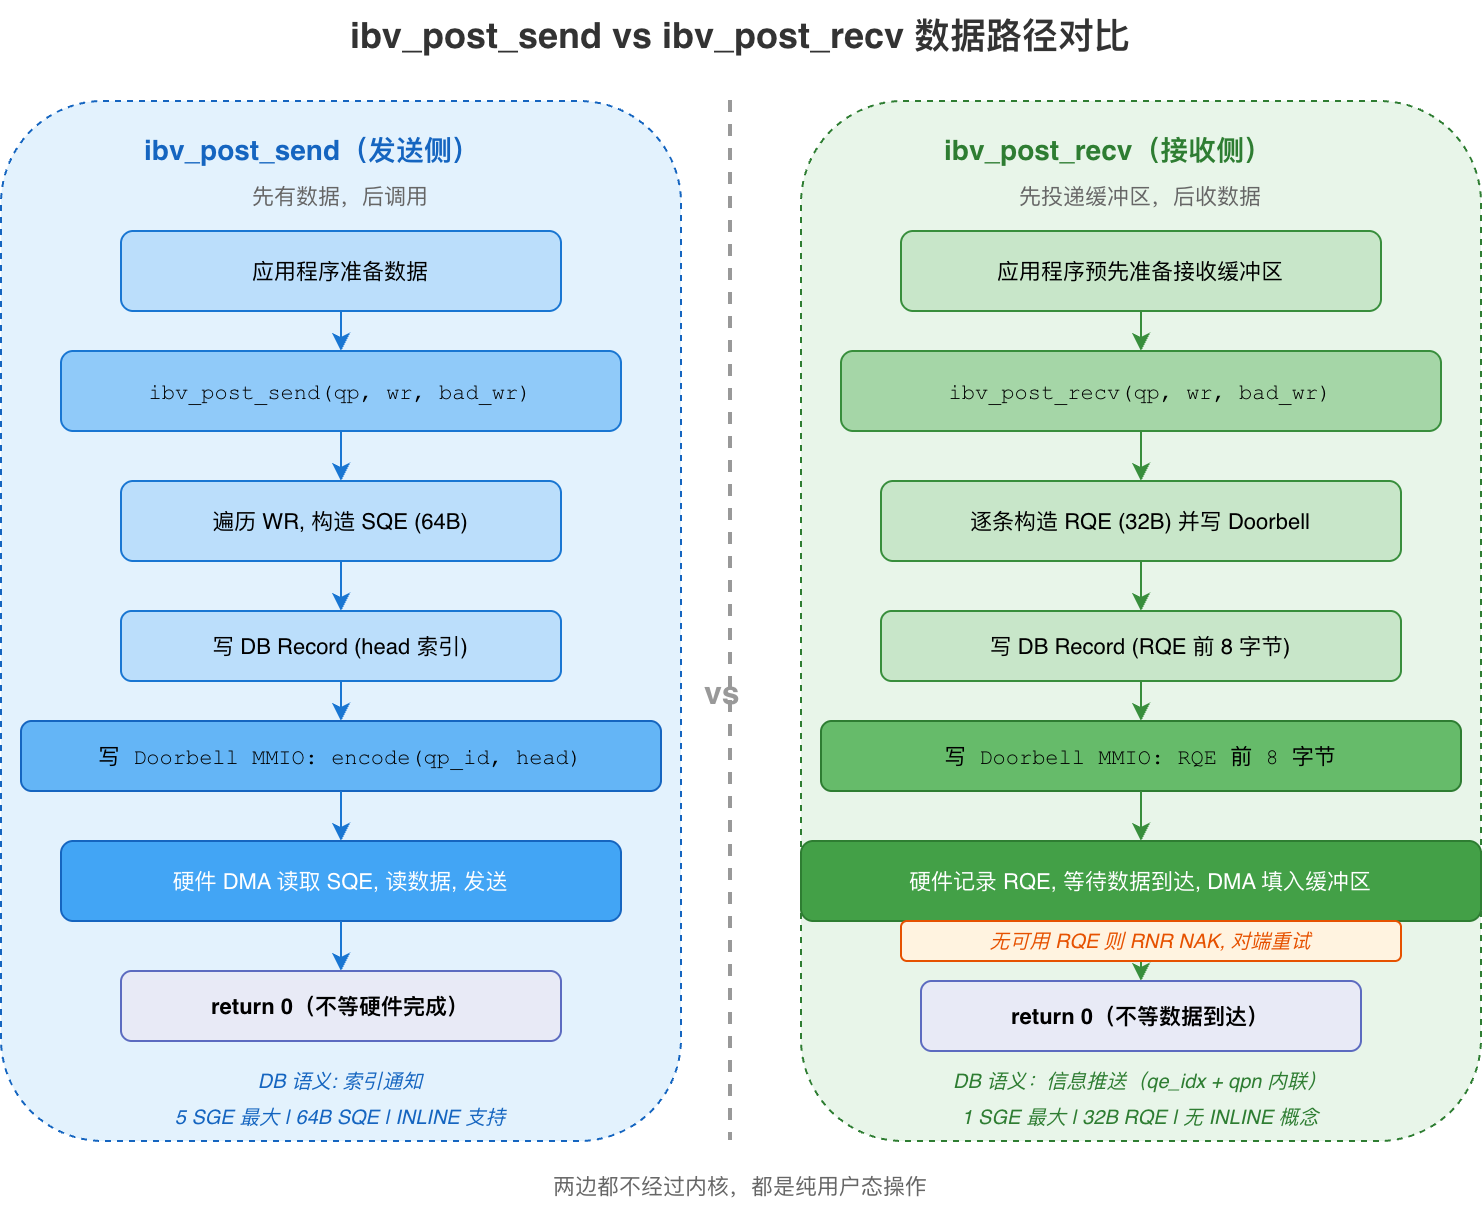 ibv_post_send vs ibv_post_recv 数据路径对比
ibv_post_send（发送侧）
先有数据，后调用
应用程序准备数据
ibv_post_send(qp, wr, bad_wr)
遍历 WR, 构造 SQE (64B)
写 DB Record (head 索引)
写 Doorbell MMIO: encode(qp_id, head)
硬件 DMA 读取 SQE, 读数据, 发送
return 0（不等硬件完成）
DB 语义: 索引通知
5 SGE 最大 | 64B SQE | INLINE 支持
vs
ibv_post_recv（接收侧）
先投递缓冲区，后收数据
应用程序预先准备接收缓冲区
ibv_post_recv(qp, wr, bad_wr)
逐条构造 RQE (32B) 并写 Doorbell
写 DB Record (RQE 前 8 字节)
写 Doorbell MMIO: RQE 前 8 字节
硬件记录 RQE, 等待数据到达, DMA 填入缓冲区
无可用 RQE 则 RNR NAK, 对端重试
return 0（不等数据到达）
DB 语义：信息推送（qe_idx + qpn 内联）
1 SGE 最大 | 32B RQE | 无 INLINE 概念
两边都不经过内核，都是纯用户态操作